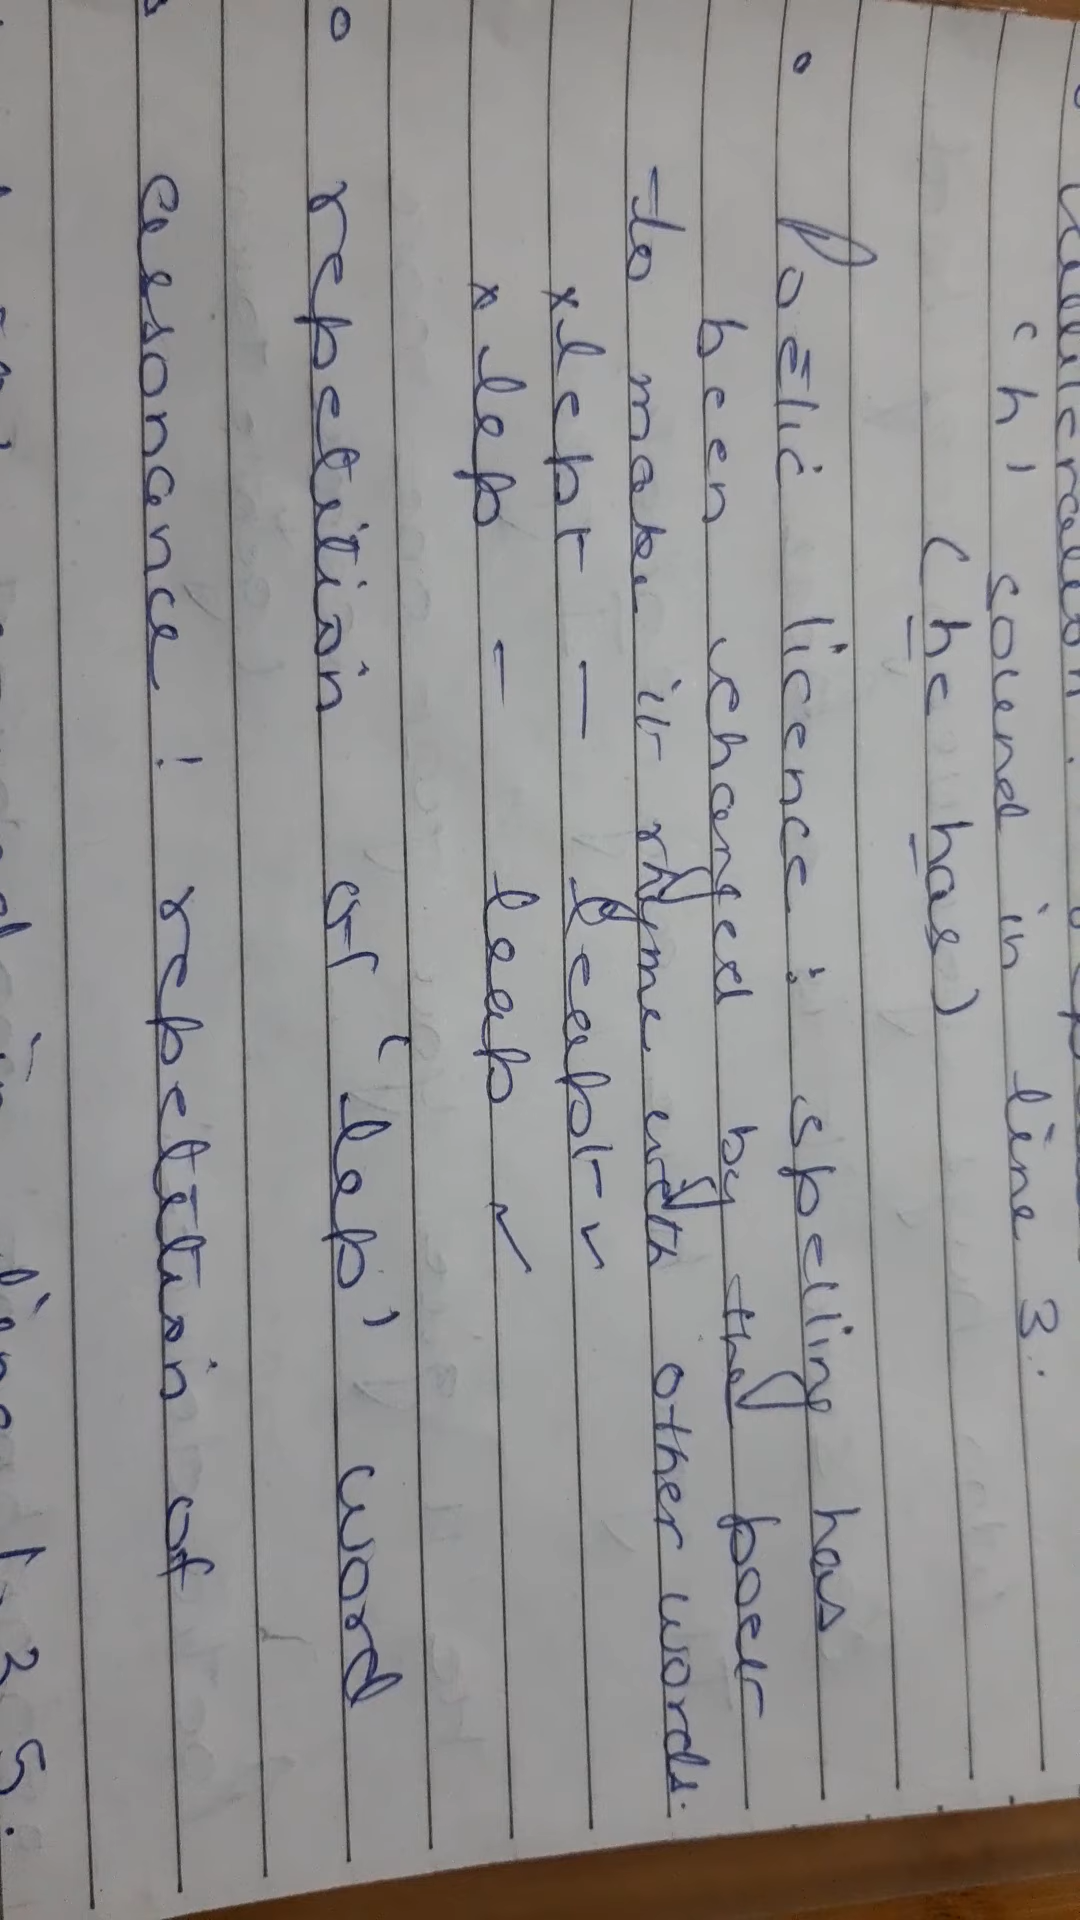 'h' sound in line 3.
(he has)
• Poetic licence : spelling has
been changed by the poet
- to make it rhyme with other words.
x lept – leapt ✓
x lep – leap ✓
• repetition of 'lep' word
assonance : repetition of